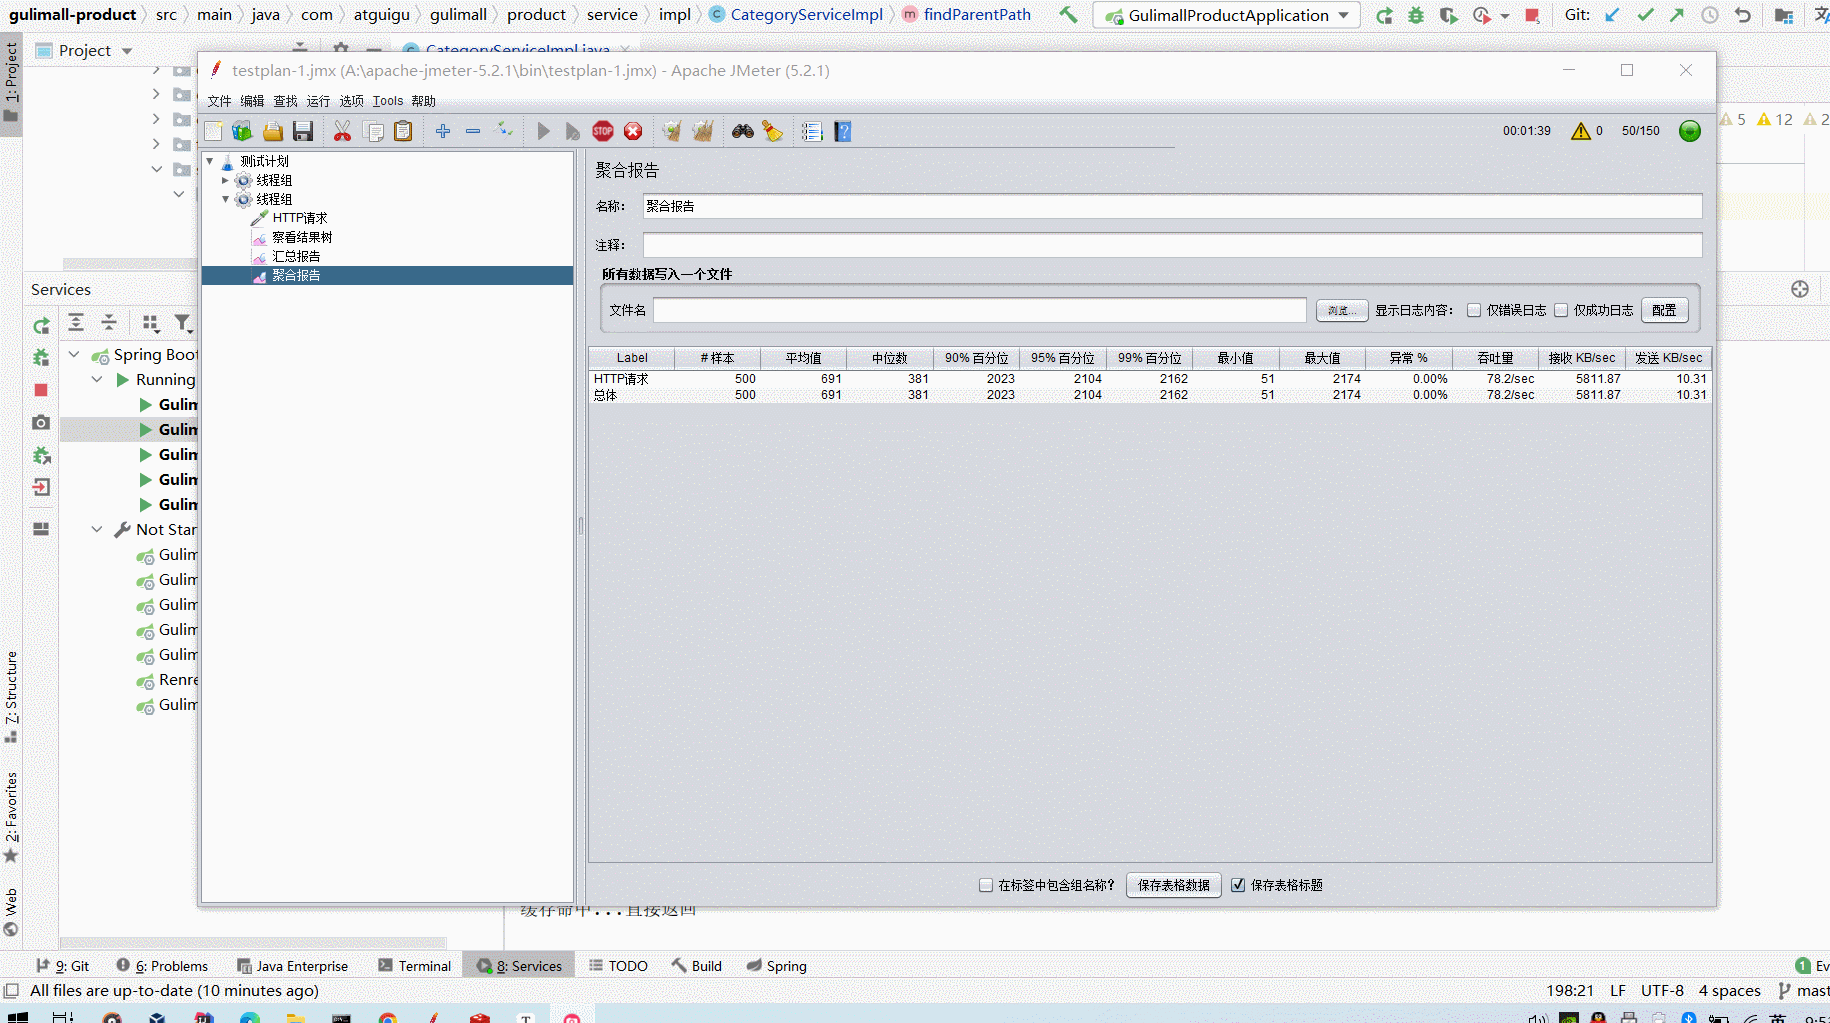 gulimall-product src main java com atguigu gulimall product service impl CategoryServiceImpl findParentPath GulimallProductApplication Git:
Project CategoryServiceImpl.java
1: Project
testplan-1.jmx (A:\apache-jmeter-5.2.1\bin\testplan-1.jmx) - Apache JMeter (5.2.1)
文件 编辑 查找 运行 选项 Tools 帮助
00:01:39 0 50/150
5 12 2
测试计划
线程组
线程组
HTTP请求
察看结果树
汇总报告
聚合报告
聚合报告
名称： 聚合报告
注释：
所有数据写入一个文件
文件名 浏览... 显示日志内容： 仅错误日志 仅成功日志 配置
Label # 样本 平均值 中位数 90% 百分位 95% 百分位 99% 百分位 最小值 最大值 异常 % 吞吐量 接收 KB/sec 发送 KB/sec
HTTP请求 500 691 381 2023 2104 2162 51 2174 0.00% 78.2/sec 5811.87 10.31
总体 500 691 381 2023 2104 2162 51 2174 0.00% 78.2/sec 5811.87 10.31
在标签中包含组名称? 保存表格数据 保存表格标题
Services
Spring Boot
Running
Gulim
Gulim
Gulim
Gulim
Gulim
Not Star
Gulim
Gulim
Gulim
Gulim
Gulim
Renre
Gulim
7: Structure
2: Favorites
Web
缓存命中...直接返回
9: Git 6: Problems Java Enterprise Terminal 8: Services TODO Build Spring 1 Ev
All files are up-to-date (10 minutes ago) 198:21 LF UTF-8 4 spaces mast
英